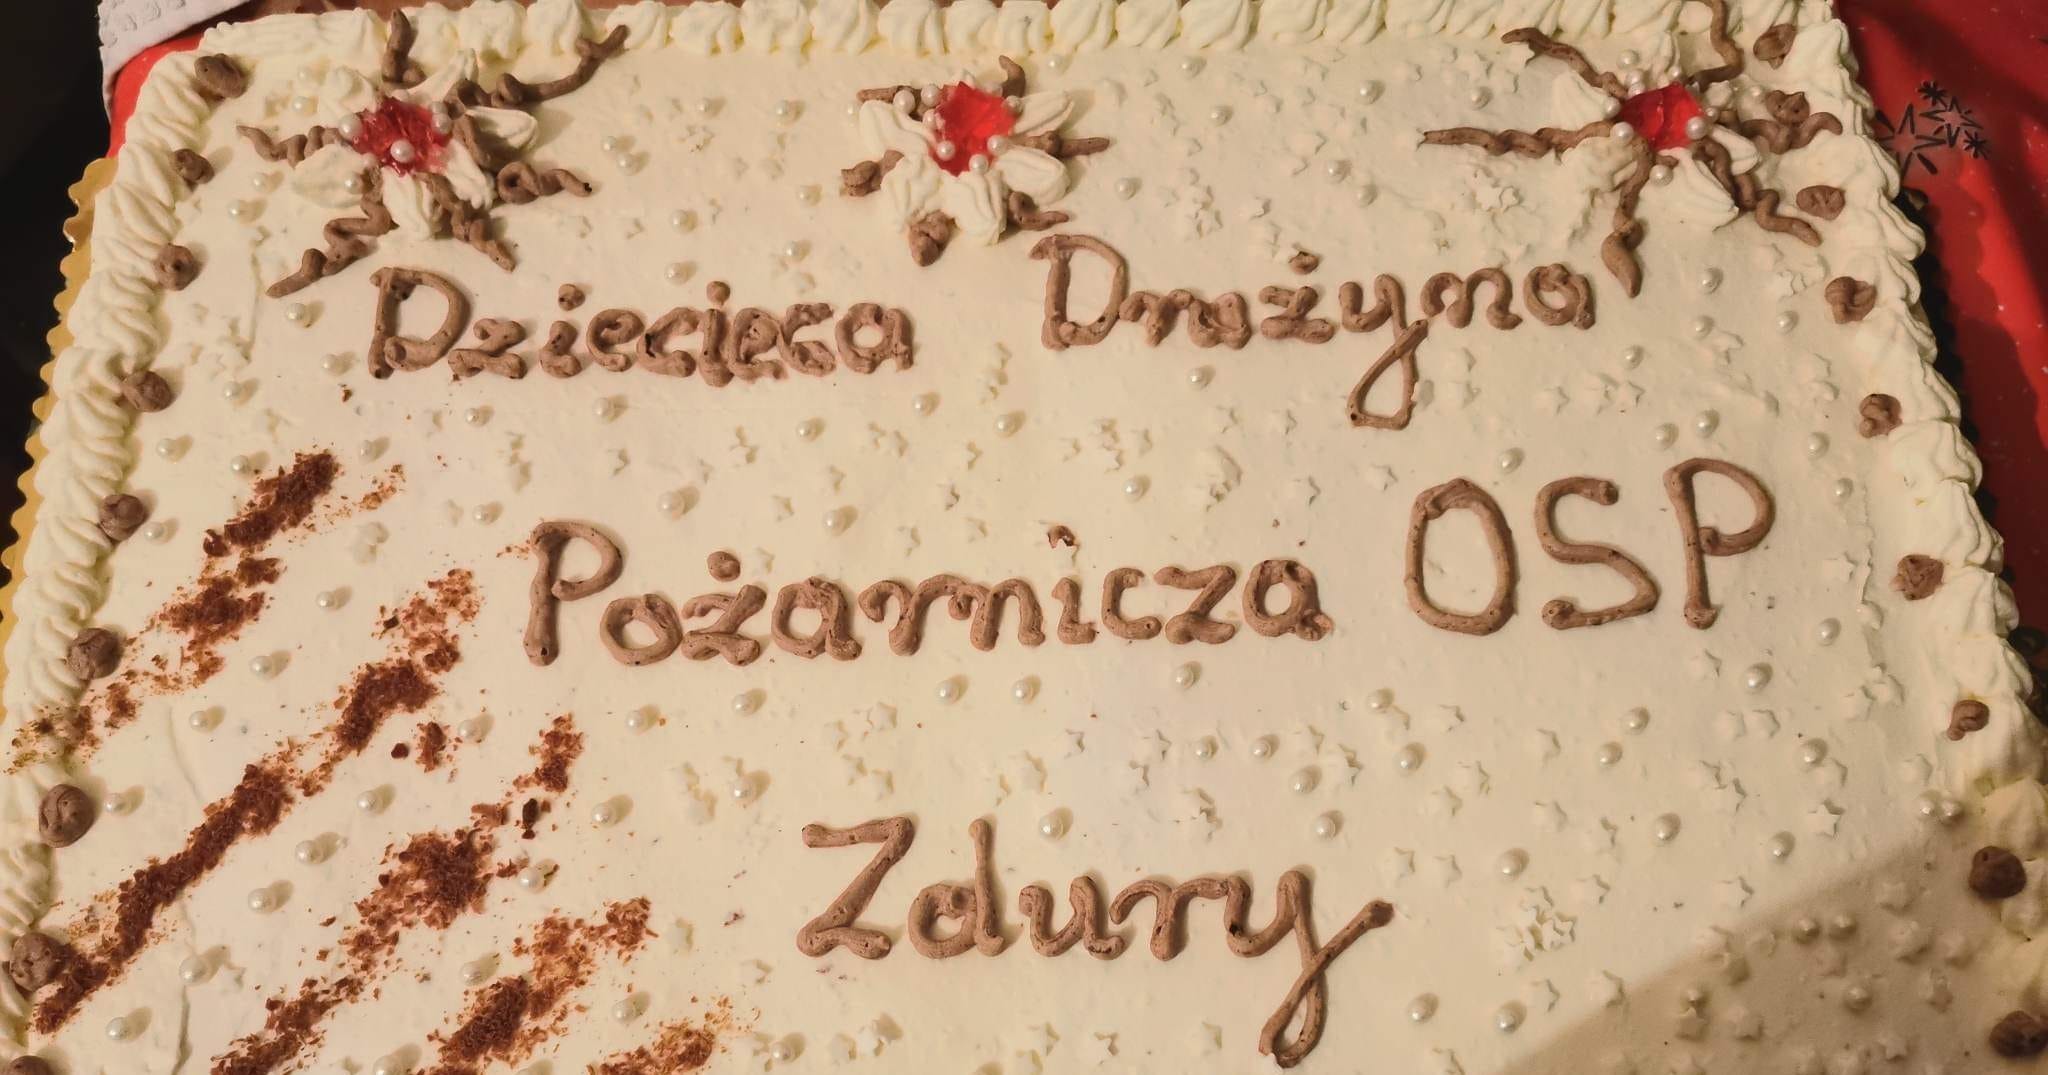 Dziecięca Drużyna
Pożarnicza OSP
Zduny